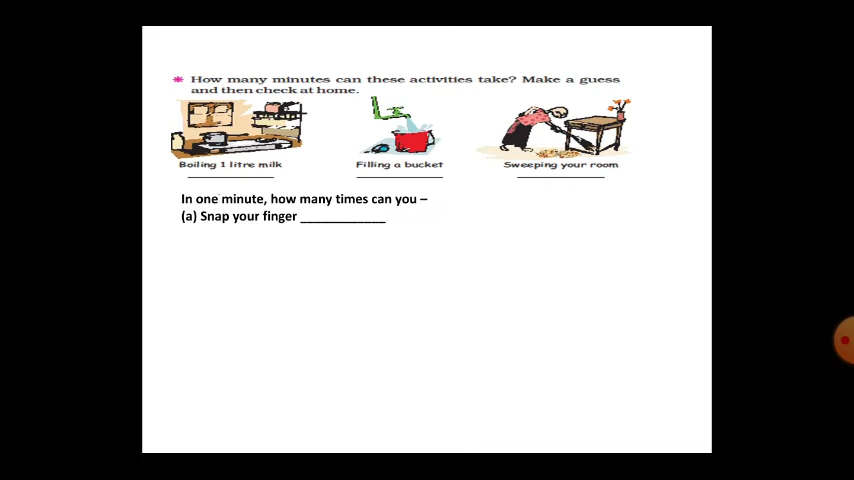 * How many minutes can these activities take? Make a guess
and then check at home.
Boiling 1 litre milk
Filling a bucket
Sweeping your room
In one minute, how many times can you –
(a) Snap your finger ____________